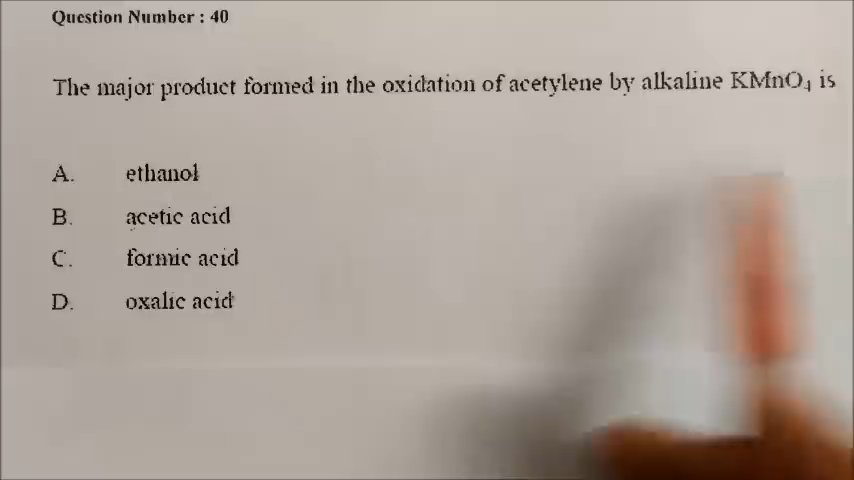 Question Number : 40
The major product formed in the oxidation of acetylene by alkaline KMnO₄ is
A. ethanol
B. acetic acid
C. formic acid
D. oxalic acid